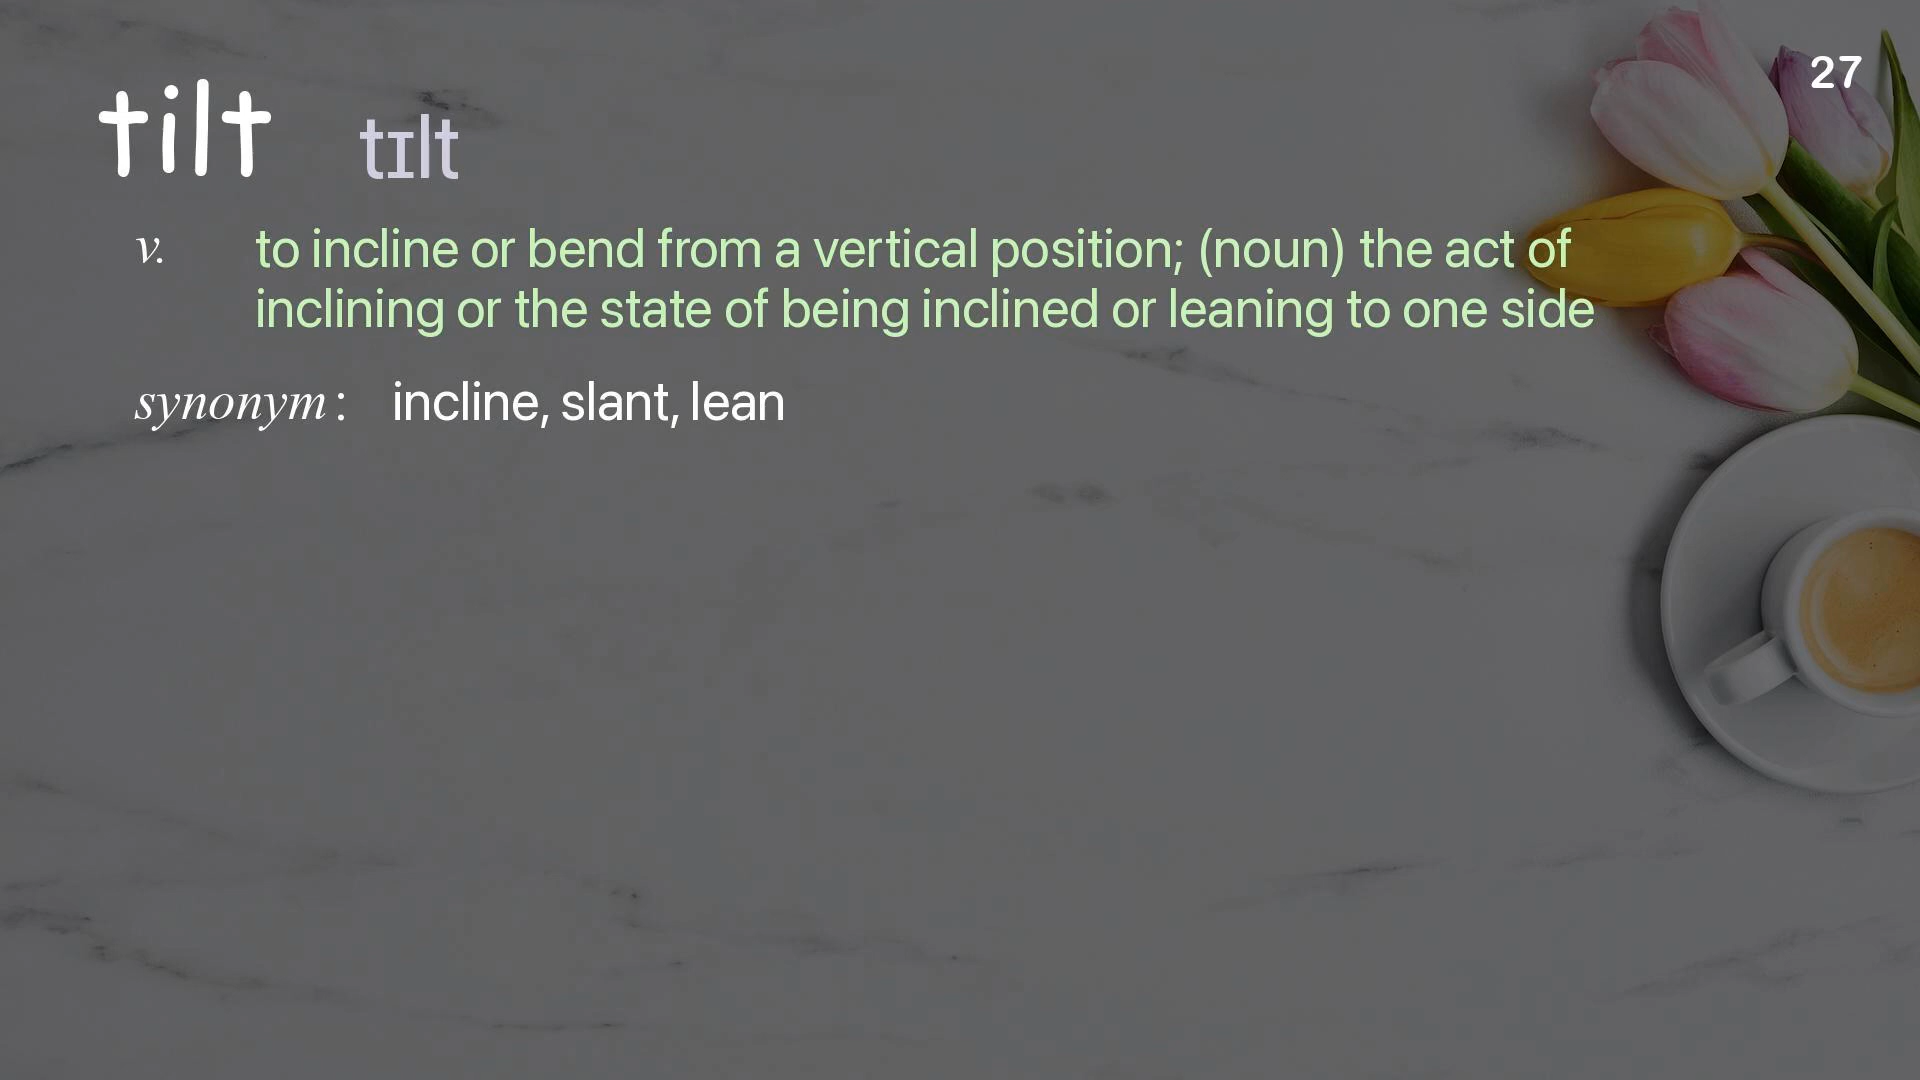 27
tilt tɪlt
v. to incline or bend from a vertical position; (noun) the act of
inclining or the state of being inclined or leaning to one side
synonym : incline, slant, lean